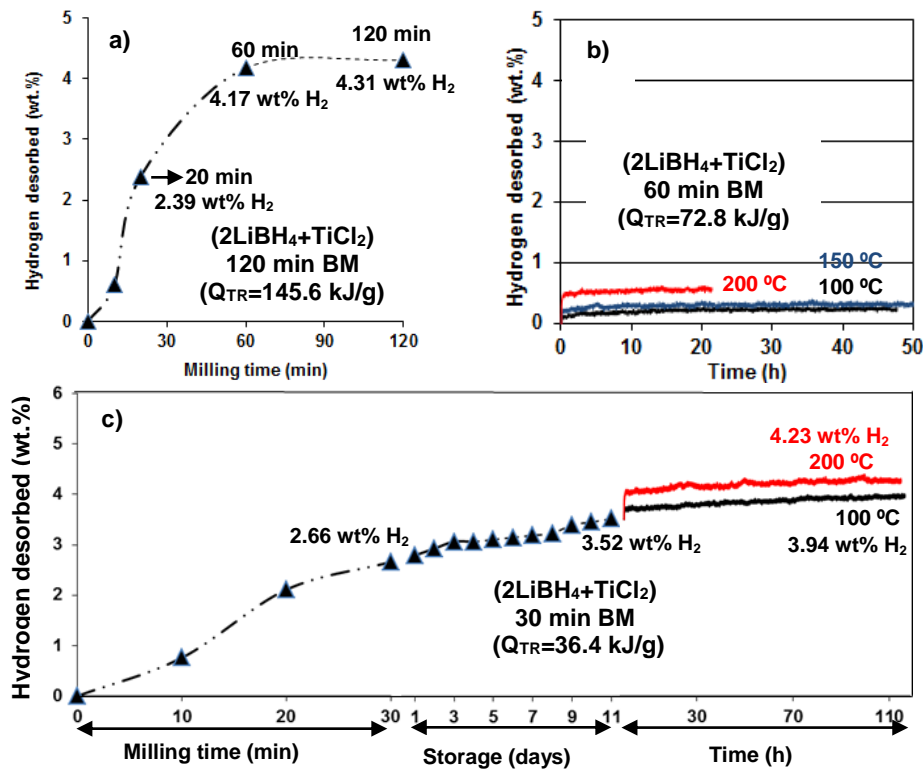 a)
Hydrogen desorbed (wt.%)
5
4
3
2
1
0
60 min
120 min
4.17 wt% H₂
4.31 wt% H₂
20 min
2.39 wt% H₂
(2LiBH₄+TiCl₂)
120 min BM
(Q_TR=145.6 kJ/g)
0 30 60 90 120
Milling time (min)
b)
Hydrogen desorbed (wt.%)
5
4
3
2
1
0
(2LiBH₄+TiCl₂)
60 min BM
(Q_TR=72.8 kJ/g)
150 ºC
200 ºC
100 ºC
0 10 20 30 40 50
Time (h)
c)
Hydrogen desorbed (wt.%)
6
5
4
3
2
1
0
4.23 wt% H₂
200 ºC
2.66 wt% H₂
3.52 wt% H₂
100 ºC
3.94 wt% H₂
(2LiBH₄+TiCl₂)
30 min BM
(Q_TR=36.4 kJ/g)
0 10 20 30 1 3 5 7 9 11 30 70 110
Milling time (min)
Storage (days)
Time (h)